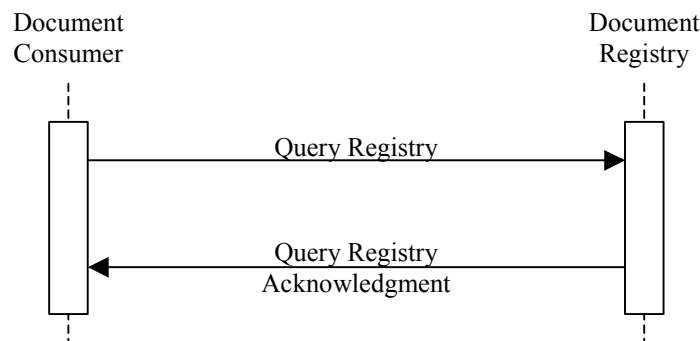 Document
Consumer
Document
Registry
Query Registry
Query Registry
Acknowledgment